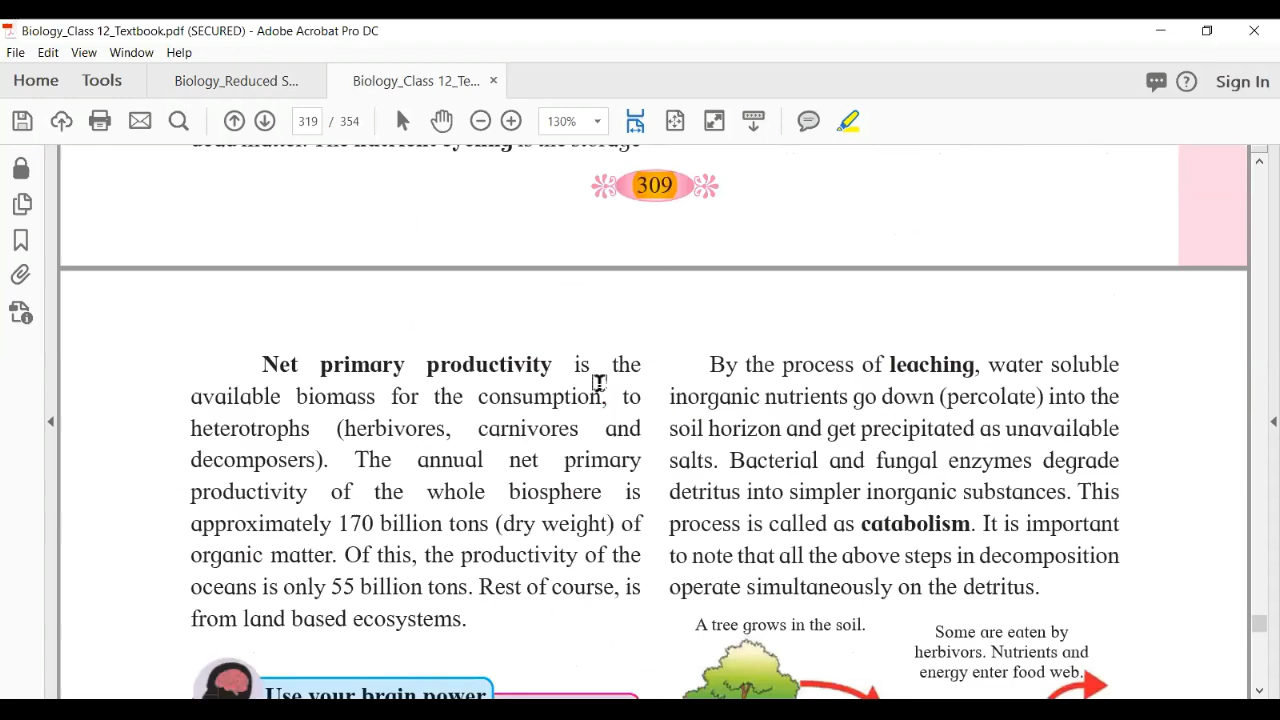 Biology_Class 12_Textbook.pdf (SECURED) - Adobe Acrobat Pro DC
File Edit View Window Help
Home Tools Biology_Reduced S... Biology_Class 12_Te... ×
Sign In
319 / 354 130%
dead matter. The nutrient cycling is the storage
309
Net primary productivity is the
available biomass for the consumption, to
heterotrophs (herbivores, carnivores and
decomposers). The annual net primary
productivity of the whole biosphere is
approximately 170 billion tons (dry weight) of
organic matter. Of this, the productivity of the
oceans is only 55 billion tons. Rest of course, is
from land based ecosystems.
Use your brain power
By the process of leaching, water soluble
inorganic nutrients go down (percolate) into the
soil horizon and get precipitated as unavailable
salts. Bacterial and fungal enzymes degrade
detritus into simpler inorganic substances. This
process is called as catabolism. It is important
to note that all the above steps in decomposition
operate simultaneously on the detritus.
A tree grows in the soil.
Some are eaten by
herbivors. Nutrients and
energy enter food web.